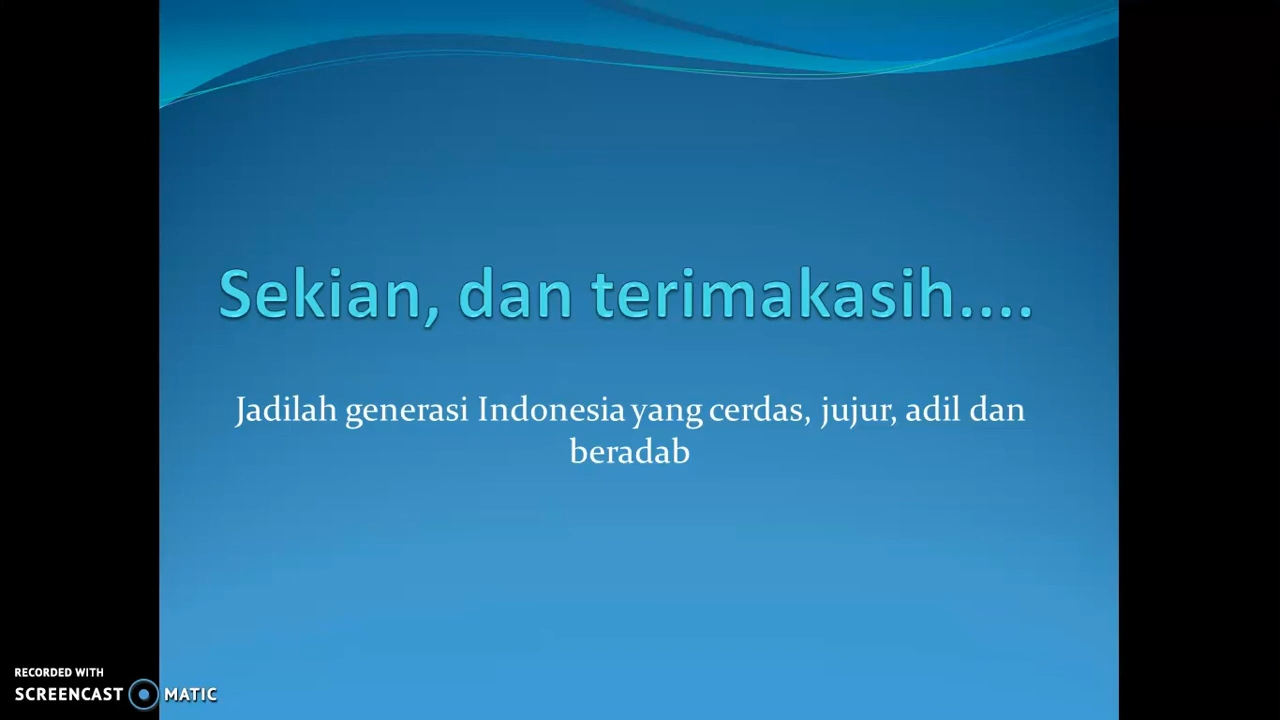 Sekian, dan terimakasih....
Jadilah generasi Indonesia yang cerdas, jujur, adil dan
beradab
RECORDED WITH
SCREENCAST MATIC